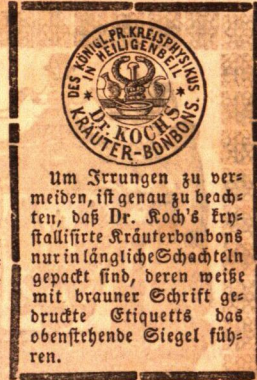 DES KÖNIGL. PR. KREISPHYSIKUS
IN HEILIGENBEIL
* Dr. KOCH'S *
KRÄUTER-BONBONS.
Um Irrungen zu ver-
meiden, ist genau zu beach-
ten, daß Dr. Koch's kry-
stallisirte Kräuterbonbons
nur in längliche Schachteln
gepackt sind, deren weiße
mit brauner Schrift ge-
druckte Etiquetts das
obenstehende Siegel füh-
ren.